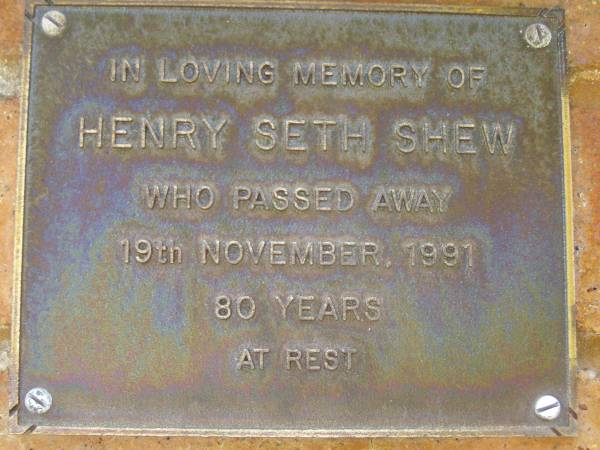 IN LOVING MEMORY OF
HENRY SETH SHEW
WHO PASSED AWAY
19th NOVEMBER, 1991
80 YEARS
AT REST